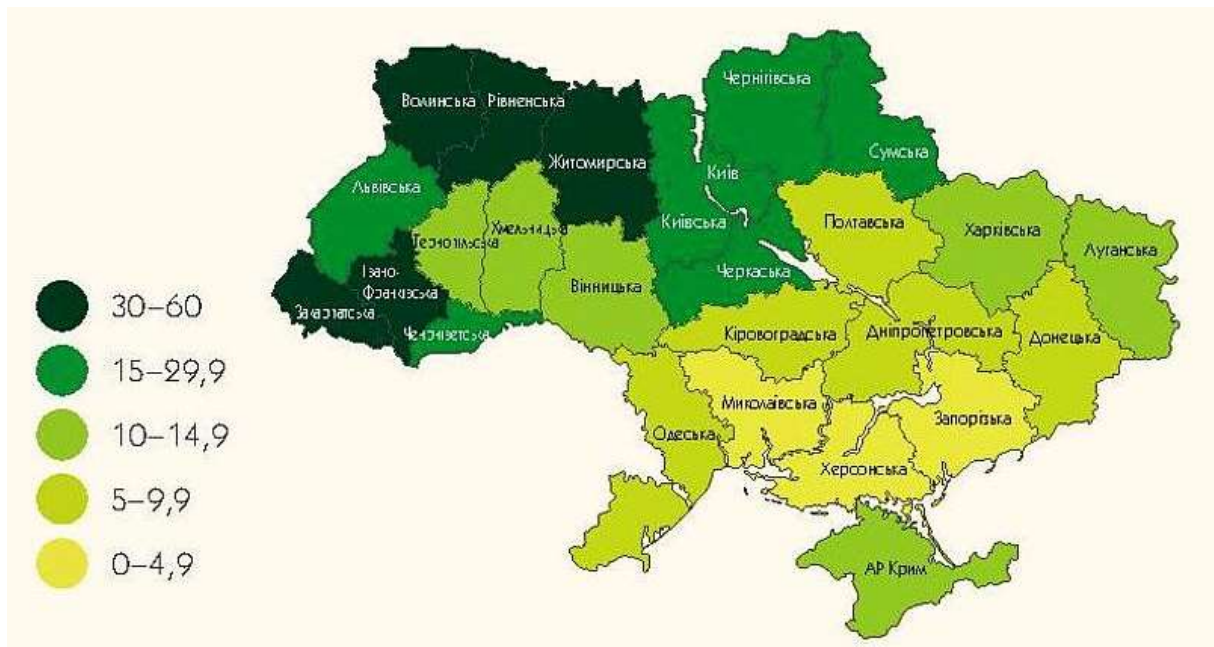 Чернігівська
Волинська
Рівненська
Житомирська
Сумська
Київ
Львівська
Київська
Полтавська
Хмельницька
Тернопільська
Харківська
Луганська
Черкаська
Вінницька
Івано-
Франківська
Закарпатська
Чернівецька
Кіровоградська
Дніпропетровська
Донецька
Миколаївська
Запорізька
Одеська
Херсонська
АР Крим
30–60
15–29,9
10–14,9
5–9,9
0–4,9